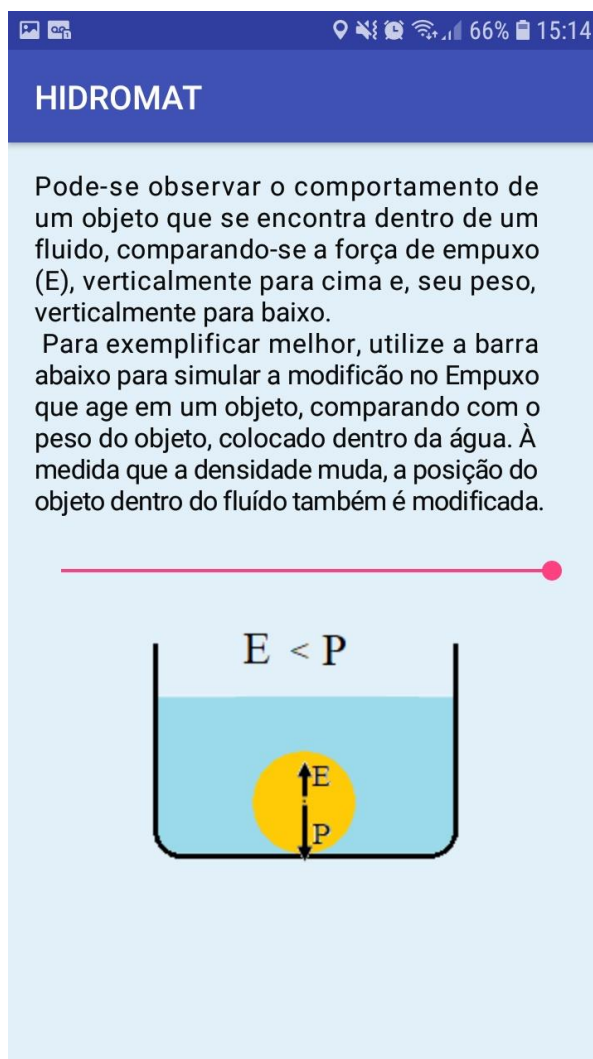 66% 15:14
HIDROMAT
Pode-se observar o comportamento de
um objeto que se encontra dentro de um
fluido, comparando-se a força de empuxo
(E), verticalmente para cima e, seu peso,
verticalmente para baixo.
Para exemplificar melhor, utilize a barra
abaixo para simular a modificão no Empuxo
que age em um objeto, comparando com o
peso do objeto, colocado dentro da água. À
medida que a densidade muda, a posição do
objeto dentro do fluído também é modificada.
E < P
E
P